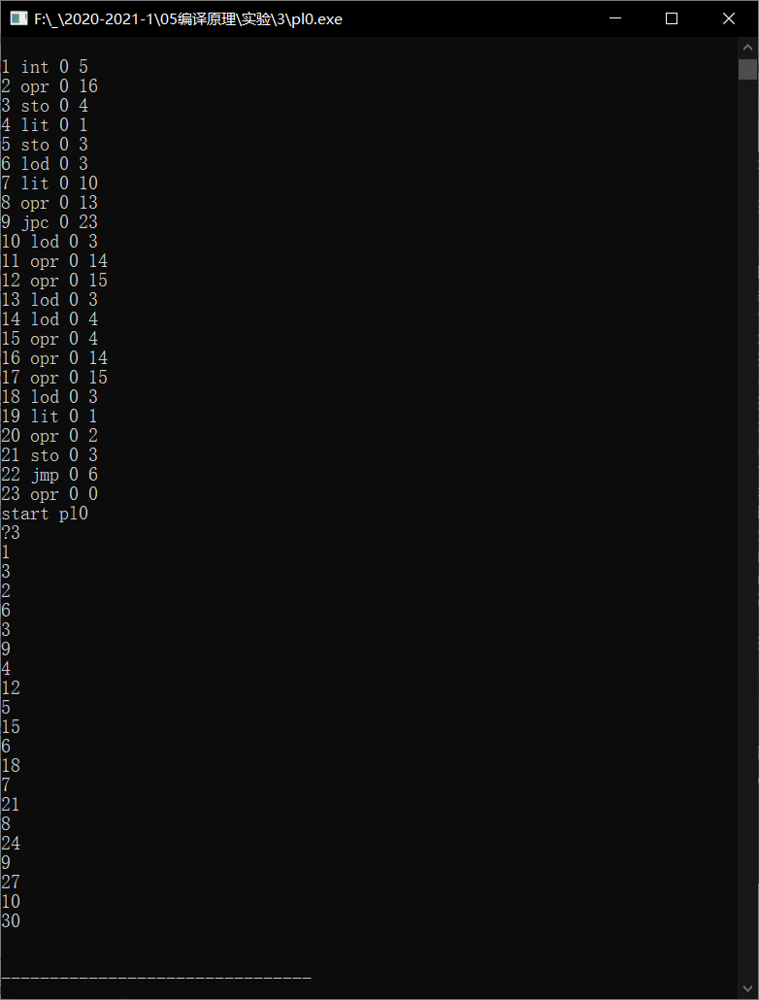 F:\_\2020-2021-1\05编译原理\实验\3\pl0.exe
1 int 0 5
2 opr 0 16
3 sto 0 4
4 lit 0 1
5 sto 0 3
6 lod 0 3
7 lit 0 10
8 opr 0 13
9 jpc 0 23
10 lod 0 3
11 opr 0 14
12 opr 0 15
13 lod 0 3
14 lod 0 4
15 opr 0 4
16 opr 0 14
17 opr 0 15
18 lod 0 3
19 lit 0 1
20 opr 0 2
21 sto 0 3
22 jmp 0 6
23 opr 0 0
start pl0
?3
1
3
2
6
3
9
4
12
5
15
6
18
7
21
8
24
9
27
10
30
--------------------------------